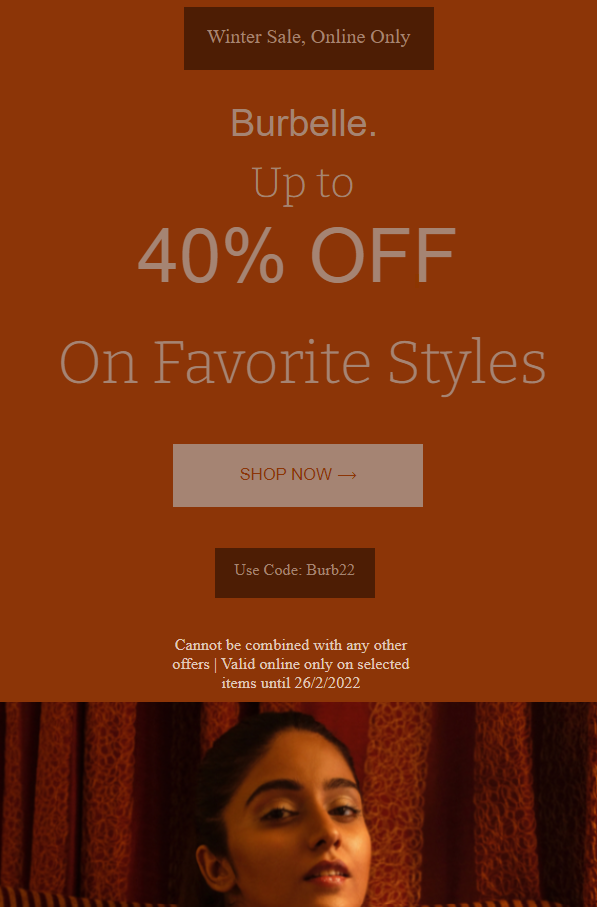 Winter Sale, Online Only
Burbelle.
Up to
40% OFF
On Favorite Styles
SHOP NOW ⟶
Use Code: Burb22
Cannot be combined with any other
offers | Valid online only on selected
items until 26/2/2022